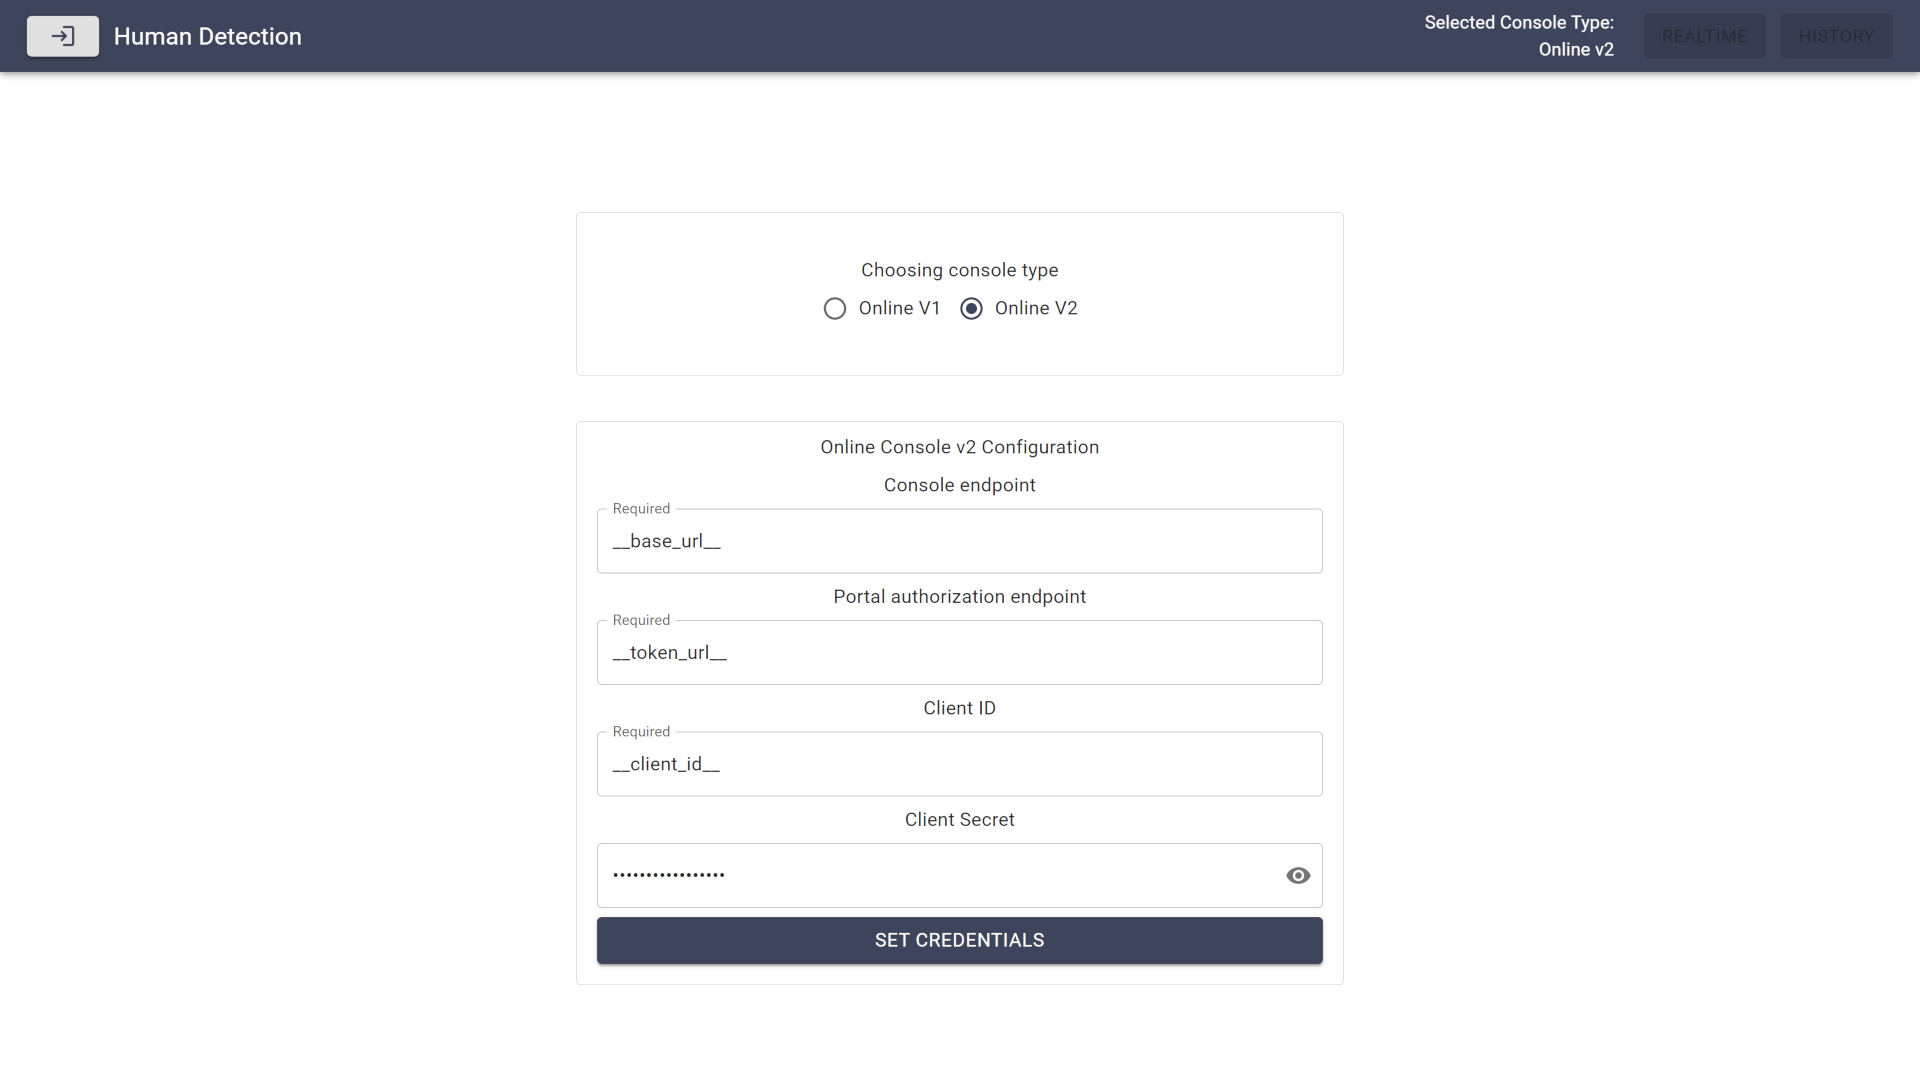 Human Detection
Selected Console Type:
Online v2
REALTIME
HISTORY
Choosing console type
Online V1
Online V2
Online Console v2 Configuration
Console endpoint
Required
__base_url__
Portal authorization endpoint
Required
__token_url__
Client ID
Required
__client_id__
Client Secret
•••••••••••••••••
SET CREDENTIALS